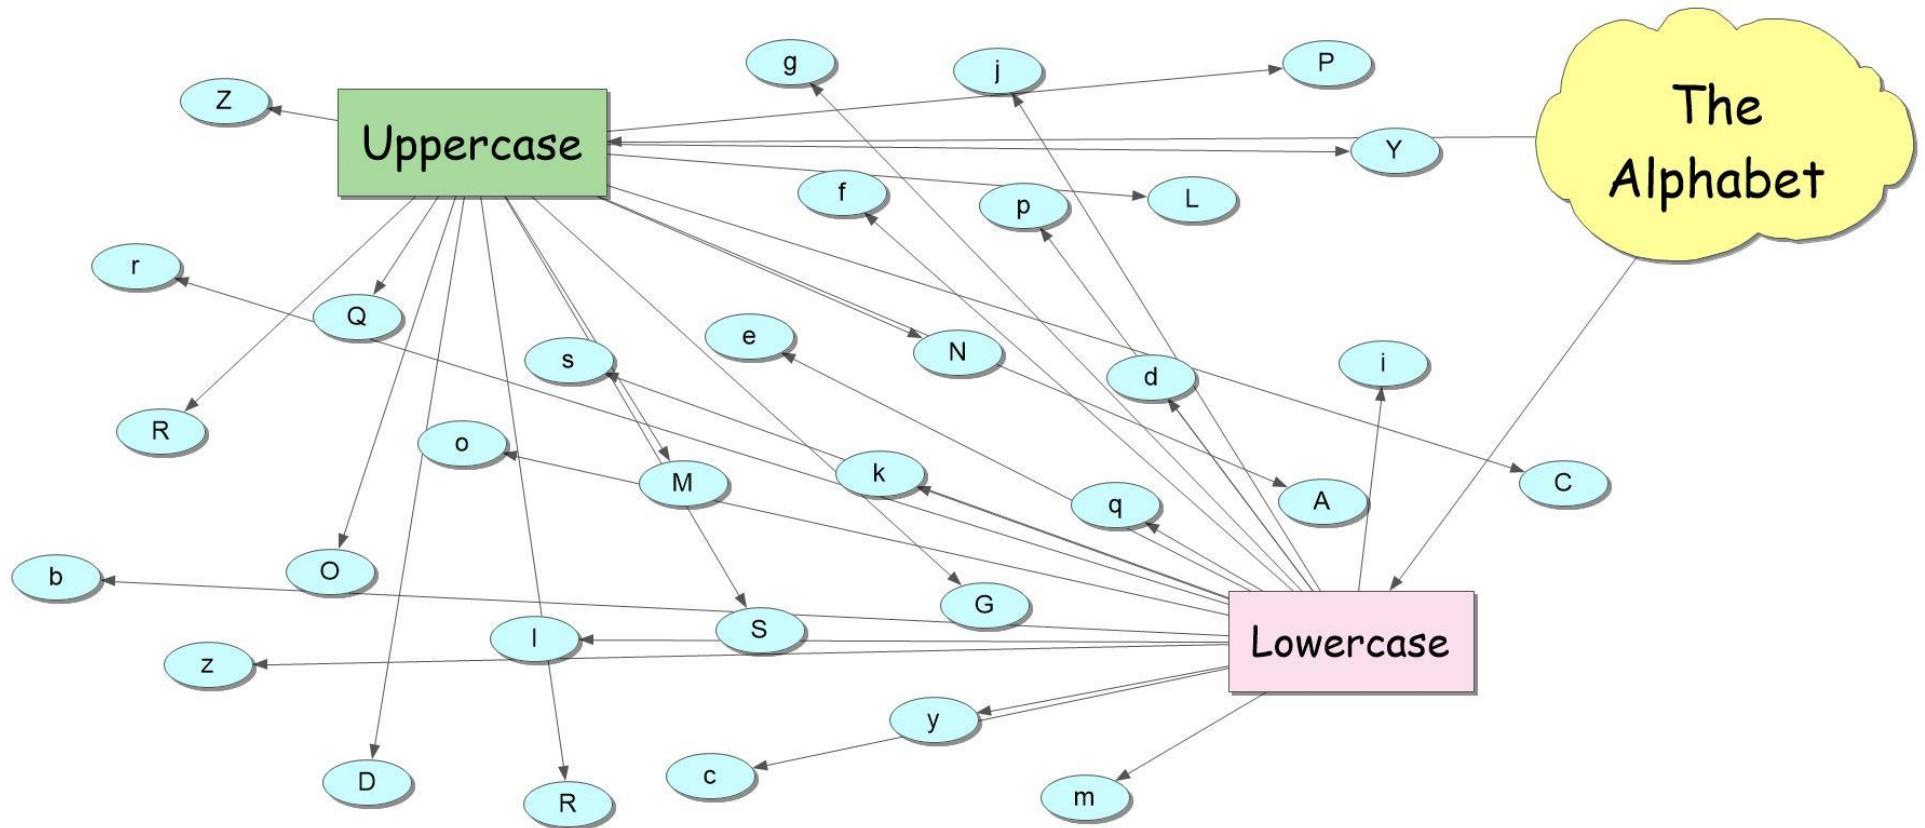 g
j
P
Z
The
Alphabet
Uppercase
Y
f
p
L
r
Q
s
e
N
d
i
R
o
M
k
q
A
C
b
O
G
S
l
Lowercase
z
y
D
R
c
m